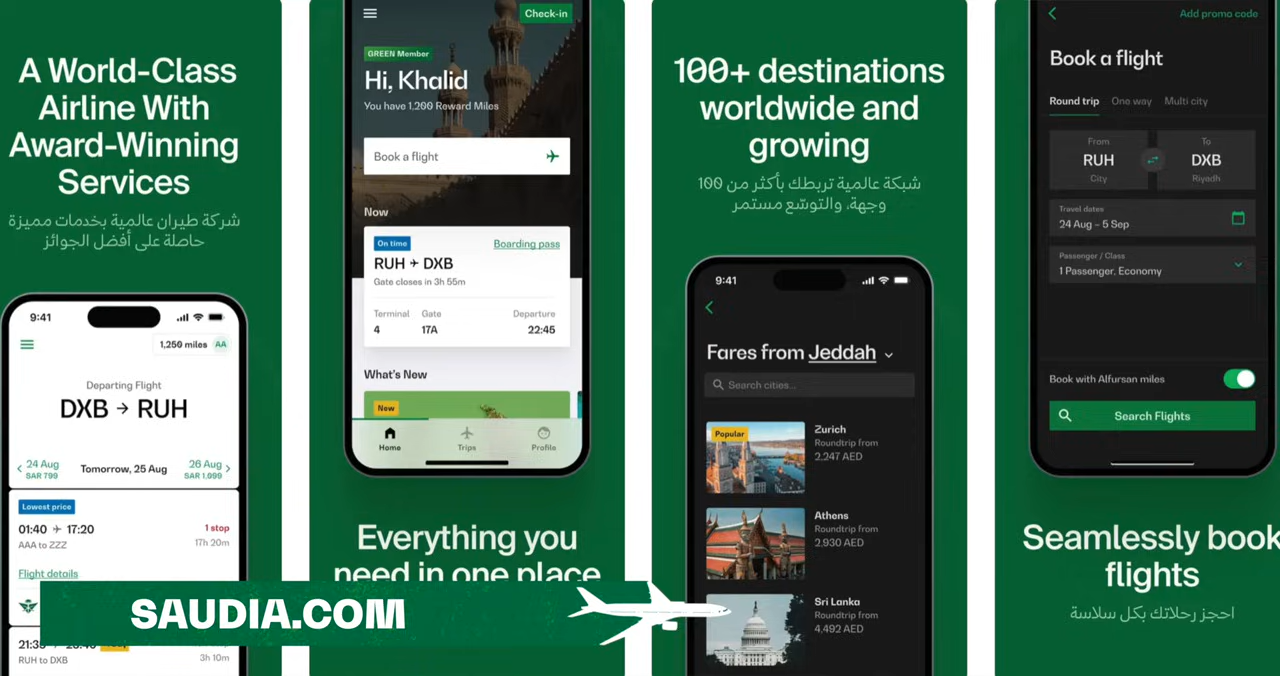 A World-Class
Airline With
Award-Winning
Services
شركة طيران عالمية بخدمات مميزة
حاصلة على أفضل الجوائز
9:41
1,250 miles AA
Departing Flight
DXB → RUH
24 Aug
SAR 799
Tomorrow, 25 Aug
26 Aug
SAR 1,099
Lowest price
01:40 17:20
1 stop
AAA to ZZZ
17h 20m
Flight details
RUH to DXB
3h 10m
SAUDIA.COM
Check-in
GREEN Member
Hi, Khalid
You have 1,200 Reward Miles
Book a flight
Now
On time
Boarding pass
RUH DXB
Gate closes in 3h 55m
Terminal Gate Departure
4 17A 22:45
What's New
New
Home Trips Profile
Everything you
need in one place
100+ destinations
worldwide and
growing
شبكة عالمية تربطك بأكثر من 100
وجهة، والتوسّع مستمر
9:41
Fares from Jeddah
Search cities...
Popular
Zurich
Roundtrip from
2,247 AED
Athens
Roundtrip from
2,930 AED
Sri Lanka
Roundtrip from
4,492 AED
Add promo code
Book a flight
Round trip One way Multi city
From To
RUH DXB
City Riyadh
Travel dates
24 Aug – 5 Sep
Passenger / Class
1 Passenger, Economy
Book with Alfursan miles
Search Flights
Seamlessly book
flights
احجز رحلاتك بكل سلاسة